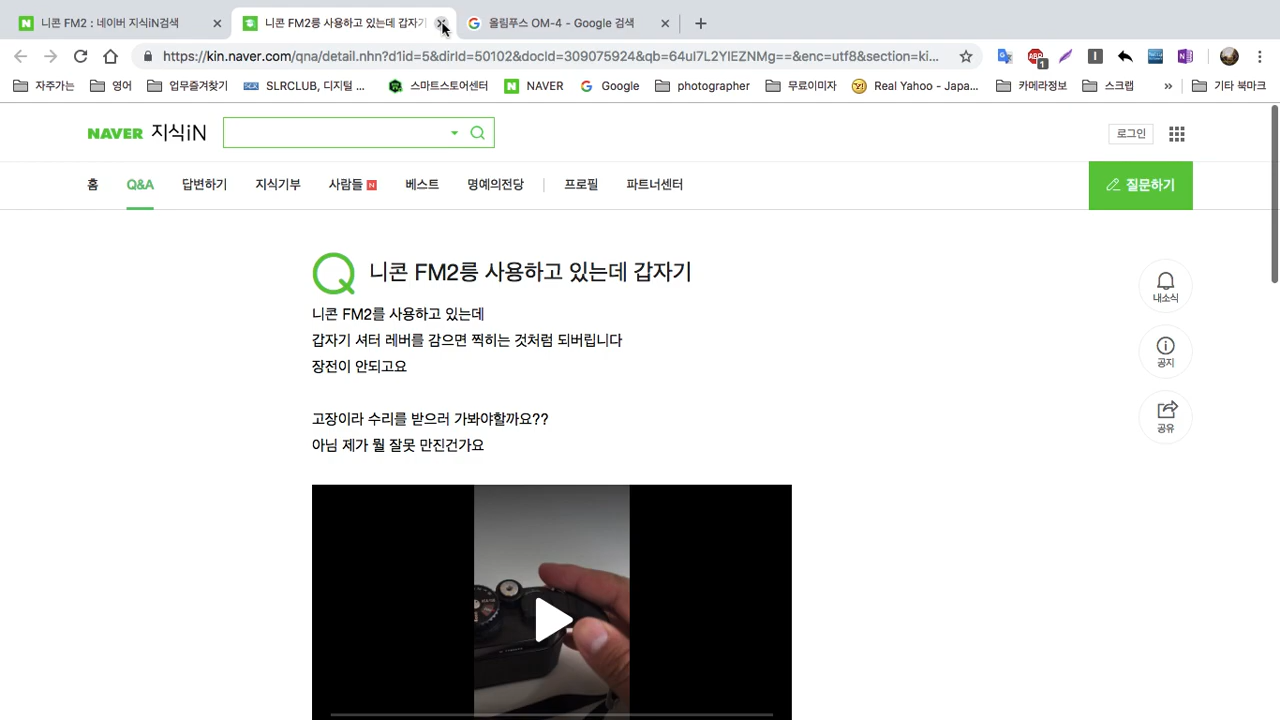 니콘 FM2 : 네이버 지식iN검색
니콘 FM2릉 사용하고 있는데 갑자기
올림푸스 OM-4 - Google 검색
https://kin.naver.com/qna/detail.nhn?d1id=5&dirId=50102&docId=309075924&qb=64uI7L2YIEZNMg==&enc=utf8&section=ki...
1
자주가는
영어
업무즐겨찾기
SLRCLUB, 디지털 ...
스마트스토어센터
NAVER
Google
photographer
무료이미자
Real Yahoo - Japa...
카메라정보
스크랩
»
기타 북마크
NAVER 지식iN
로그인
홈
Q&A
답변하기
지식기부
사람들 N
베스트
명예의전당
프로필
파트너센터
질문하기
Q 니콘 FM2릉 사용하고 있는데 갑자기
니콘 FM2를 사용하고 있는데
갑자기 셔터 레버를 감으면 찍히는 것처럼 되버립니다
장전이 안되고요
고장이라 수리를 받으러 가봐야할까요??
아님 제가 뭘 잘못 만진건가요
내소식
공지
공유